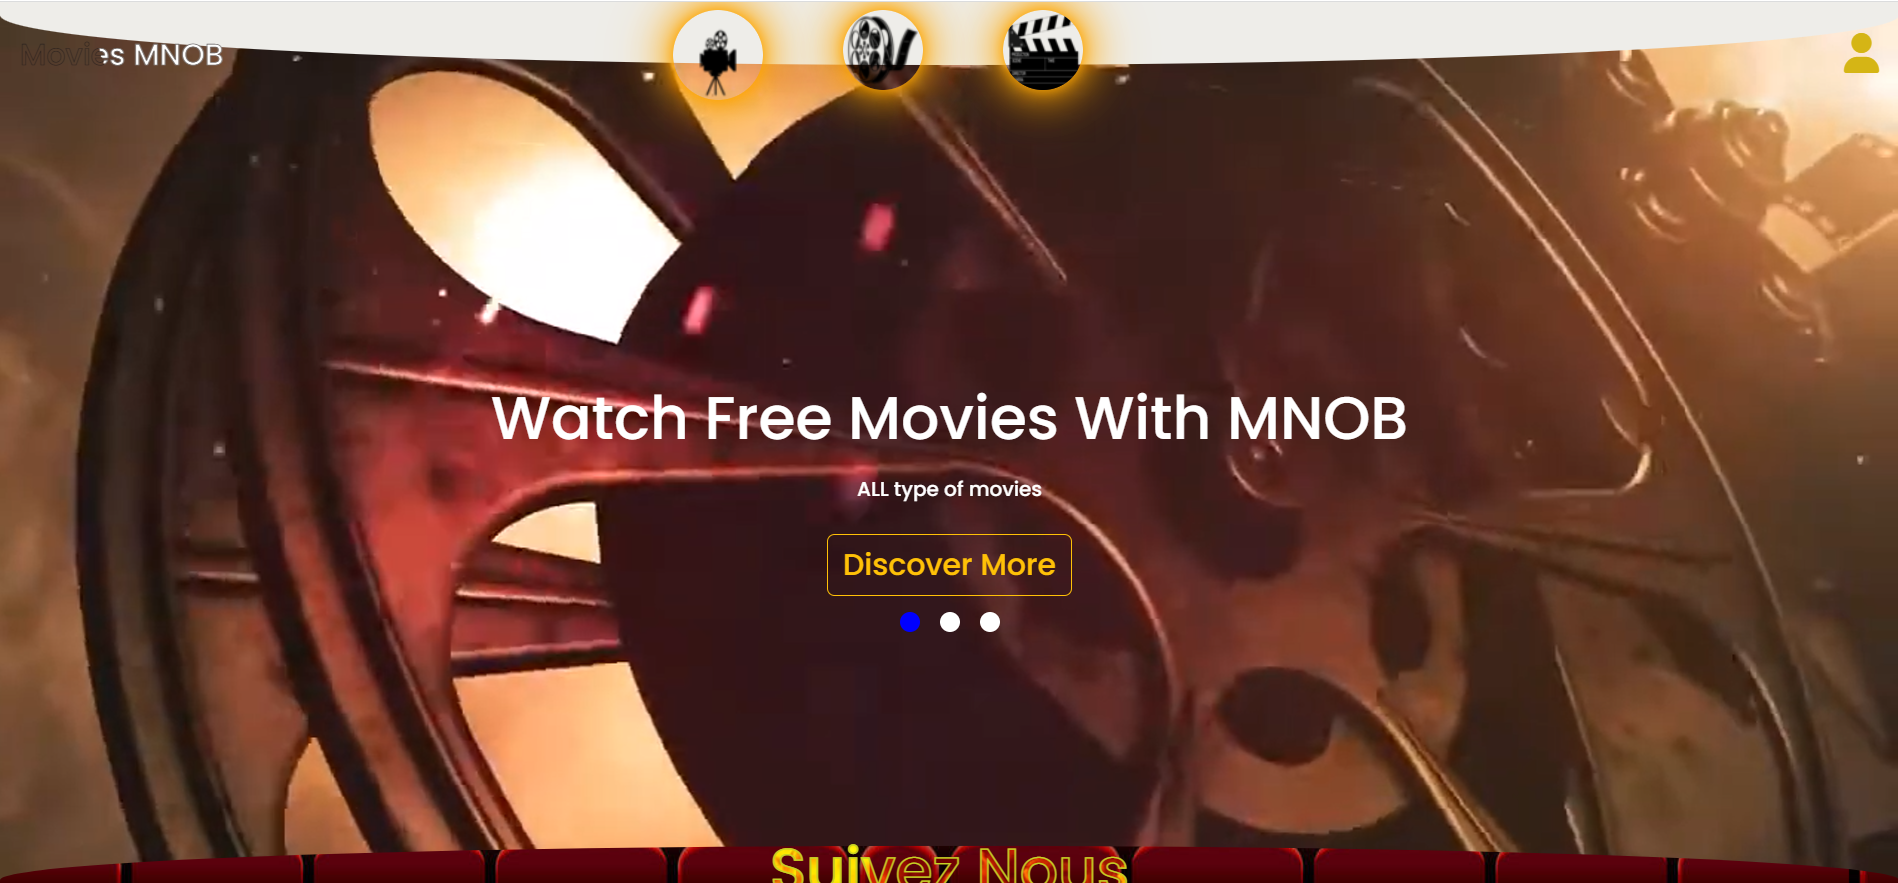 Movies MNOB
Watch Free Movies With MNOB
ALL type of movies
Discover More
Suivez Nous